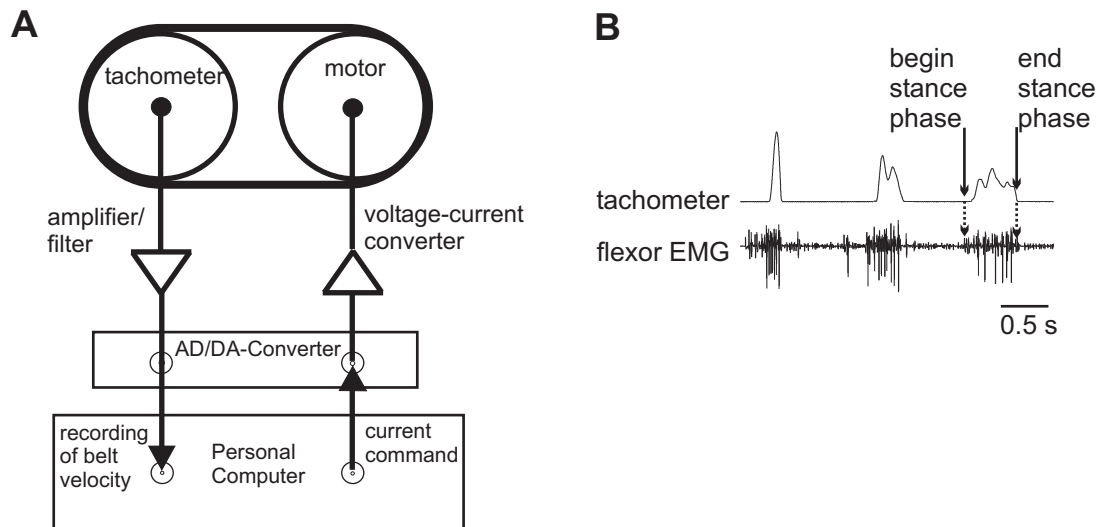 A
tachometer
motor
amplifier/
filter
voltage-current
converter
AD/DA-Converter
recording
of belt
velocity
Personal
Computer
current
command
B
begin
stance
phase
end
stance
phase
tachometer
flexor EMG
0.5 s